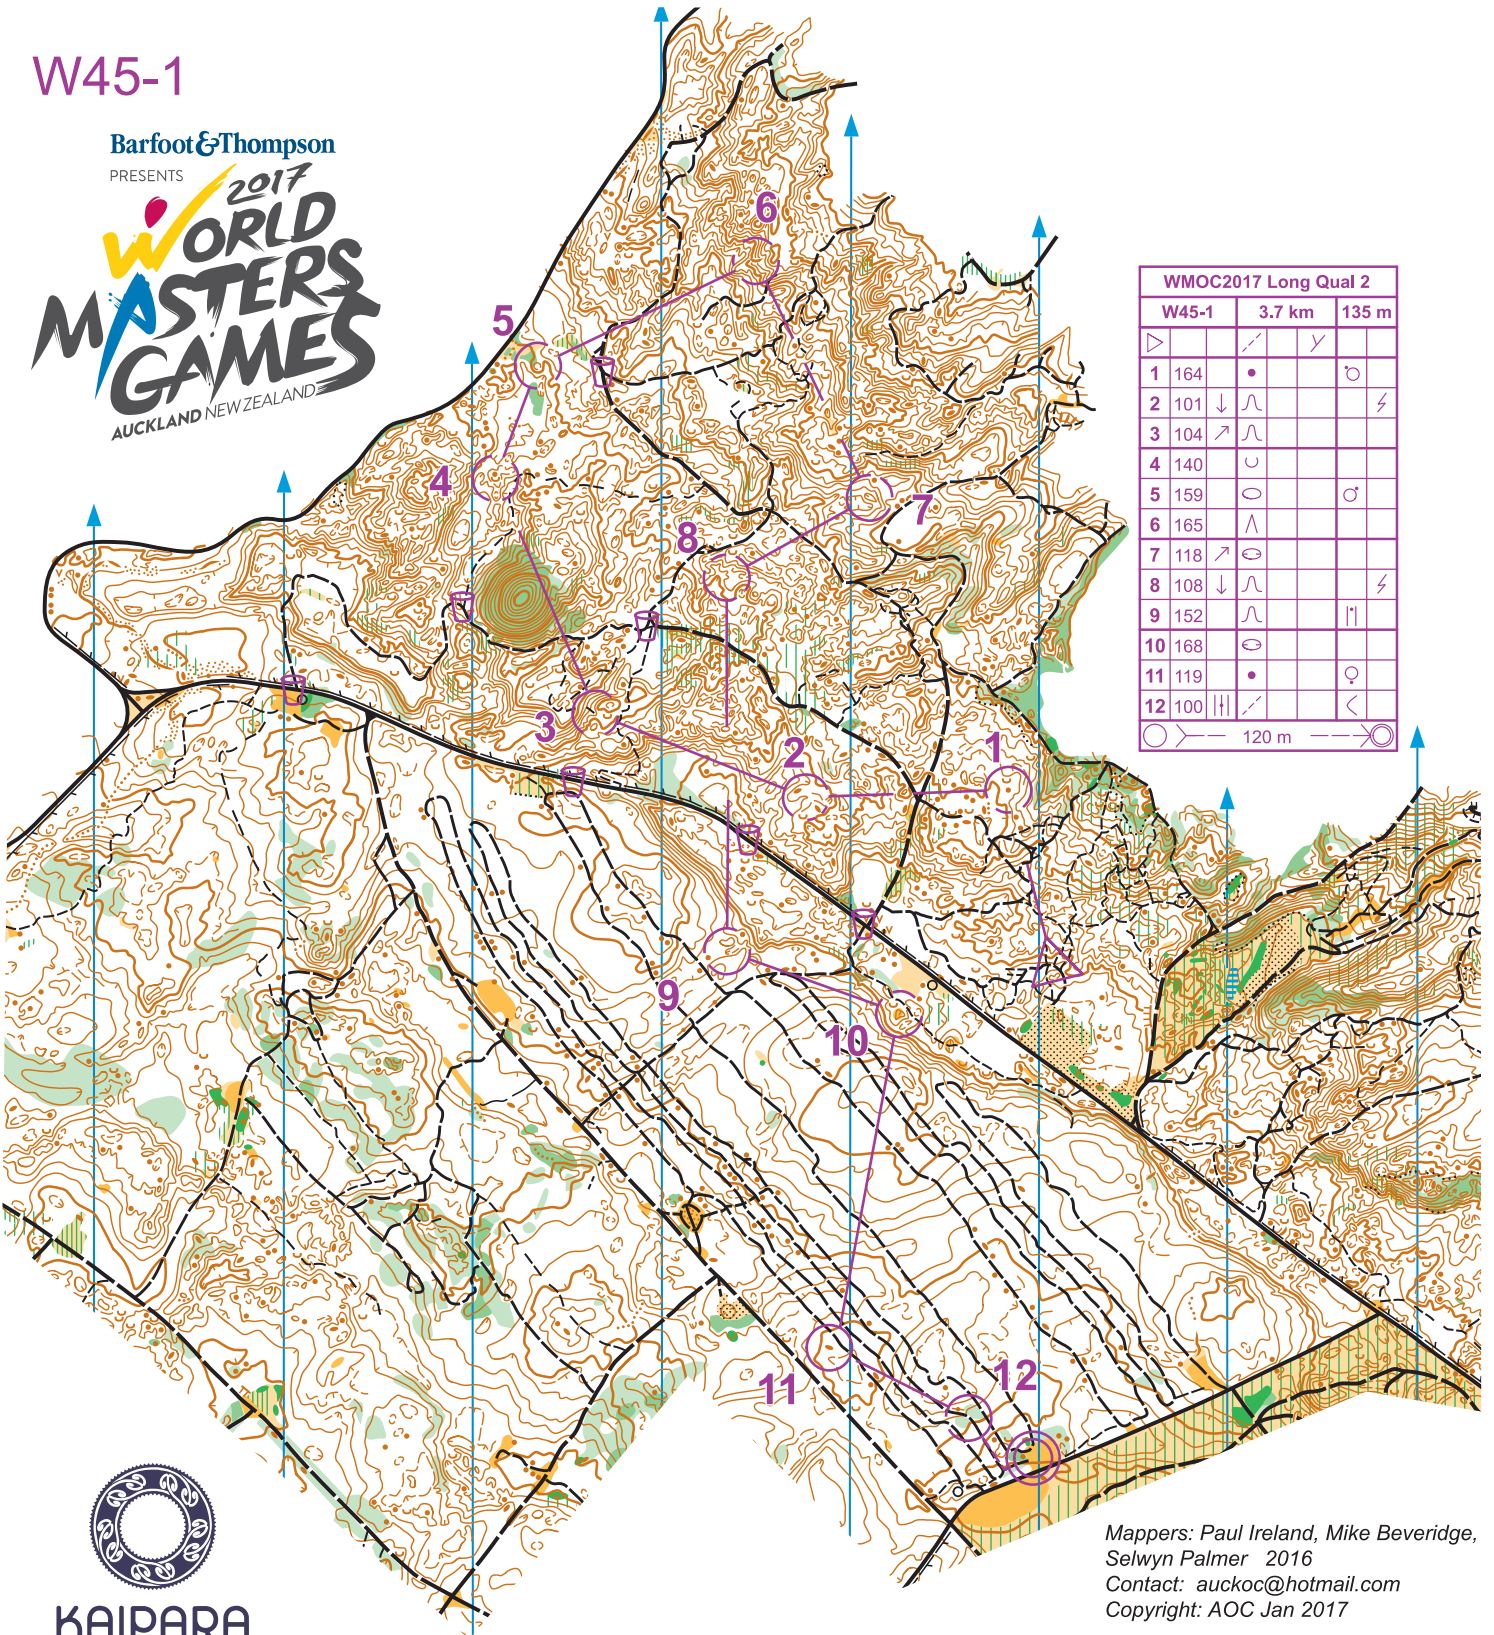 W45-1
Barfoot&Thompson
PRESENTS
2017
WORLD
MASTERS
GAMES
AUCKLAND NEW ZEALAND
6
5
4
7
8
3
2
1
9
10
11
12
WMOC2017 Long Qual 2
W45-1 3.7 km 135 m
1 164
2 101
3 104
4 140
5 159
6 165
7 118
8 108
9 152
10 168
11 119
12 100
120 m
KAIPARA
Mappers: Paul Ireland, Mike Beveridge,
Selwyn Palmer 2016
Contact: auckoc@hotmail.com
Copyright: AOC Jan 2017